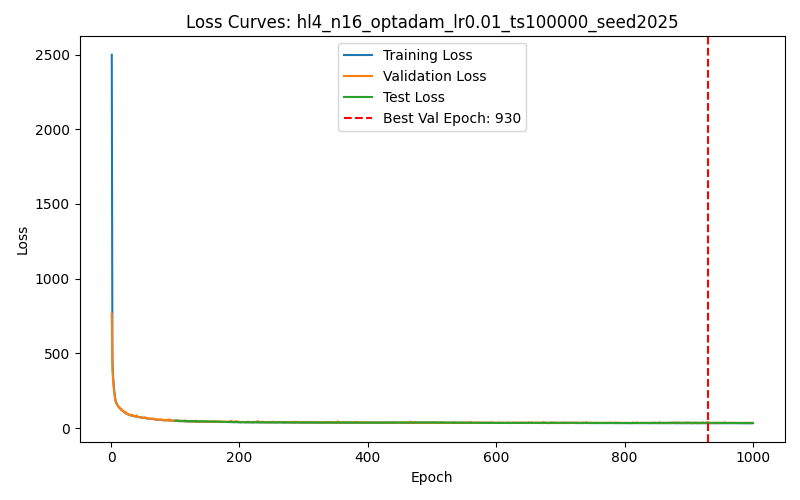 Loss Curves: hl4_n16_optadam_lr0.01_ts100000_seed2025
Training Loss
Validation Loss
Test Loss
Best Val Epoch: 930
Loss
2500
2000
1500
1000
500
0
0 200 400 600 800 1000
Epoch